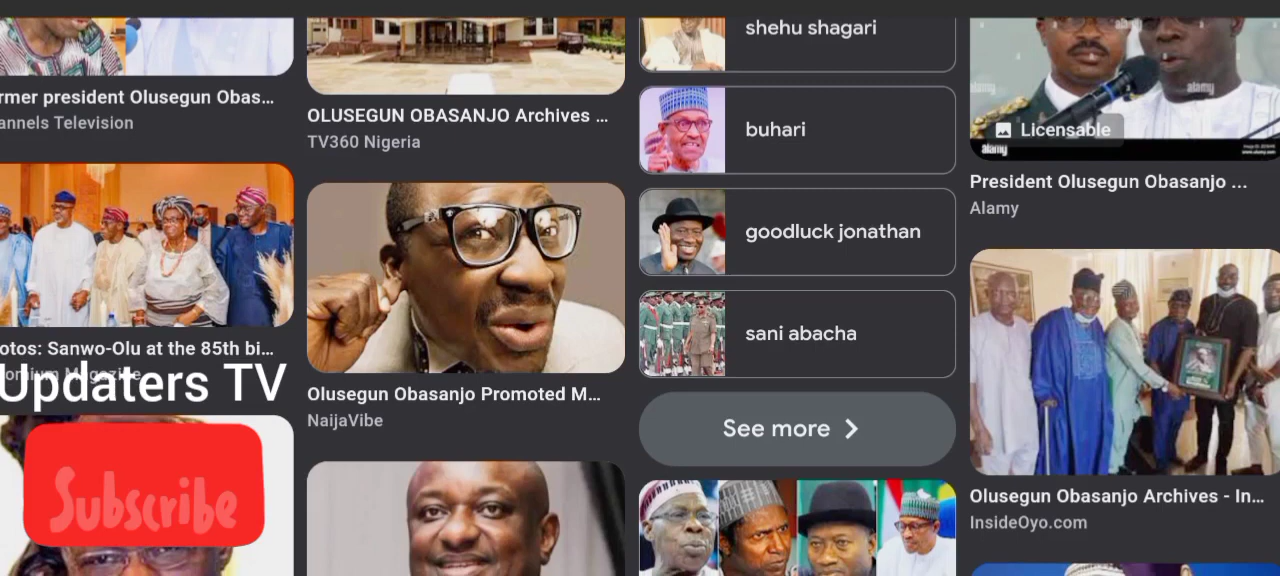 rmer president Olusegun Obas...
annels Television
otos: Sanwo-Olu at the 85th bi...
Updaters TV
Subscribe
OLUSEGUN OBASANJO Archives ...
TV360 Nigeria
Olusegun Obasanjo Promoted M...
NaijaVibe
shehu shagari
buhari
goodluck jonathan
sani abacha
See more
alamy
Licensable
alamy
President Olusegun Obasanjo ...
Alamy
Olusegun Obasanjo Archives - In...
InsideOyo.com